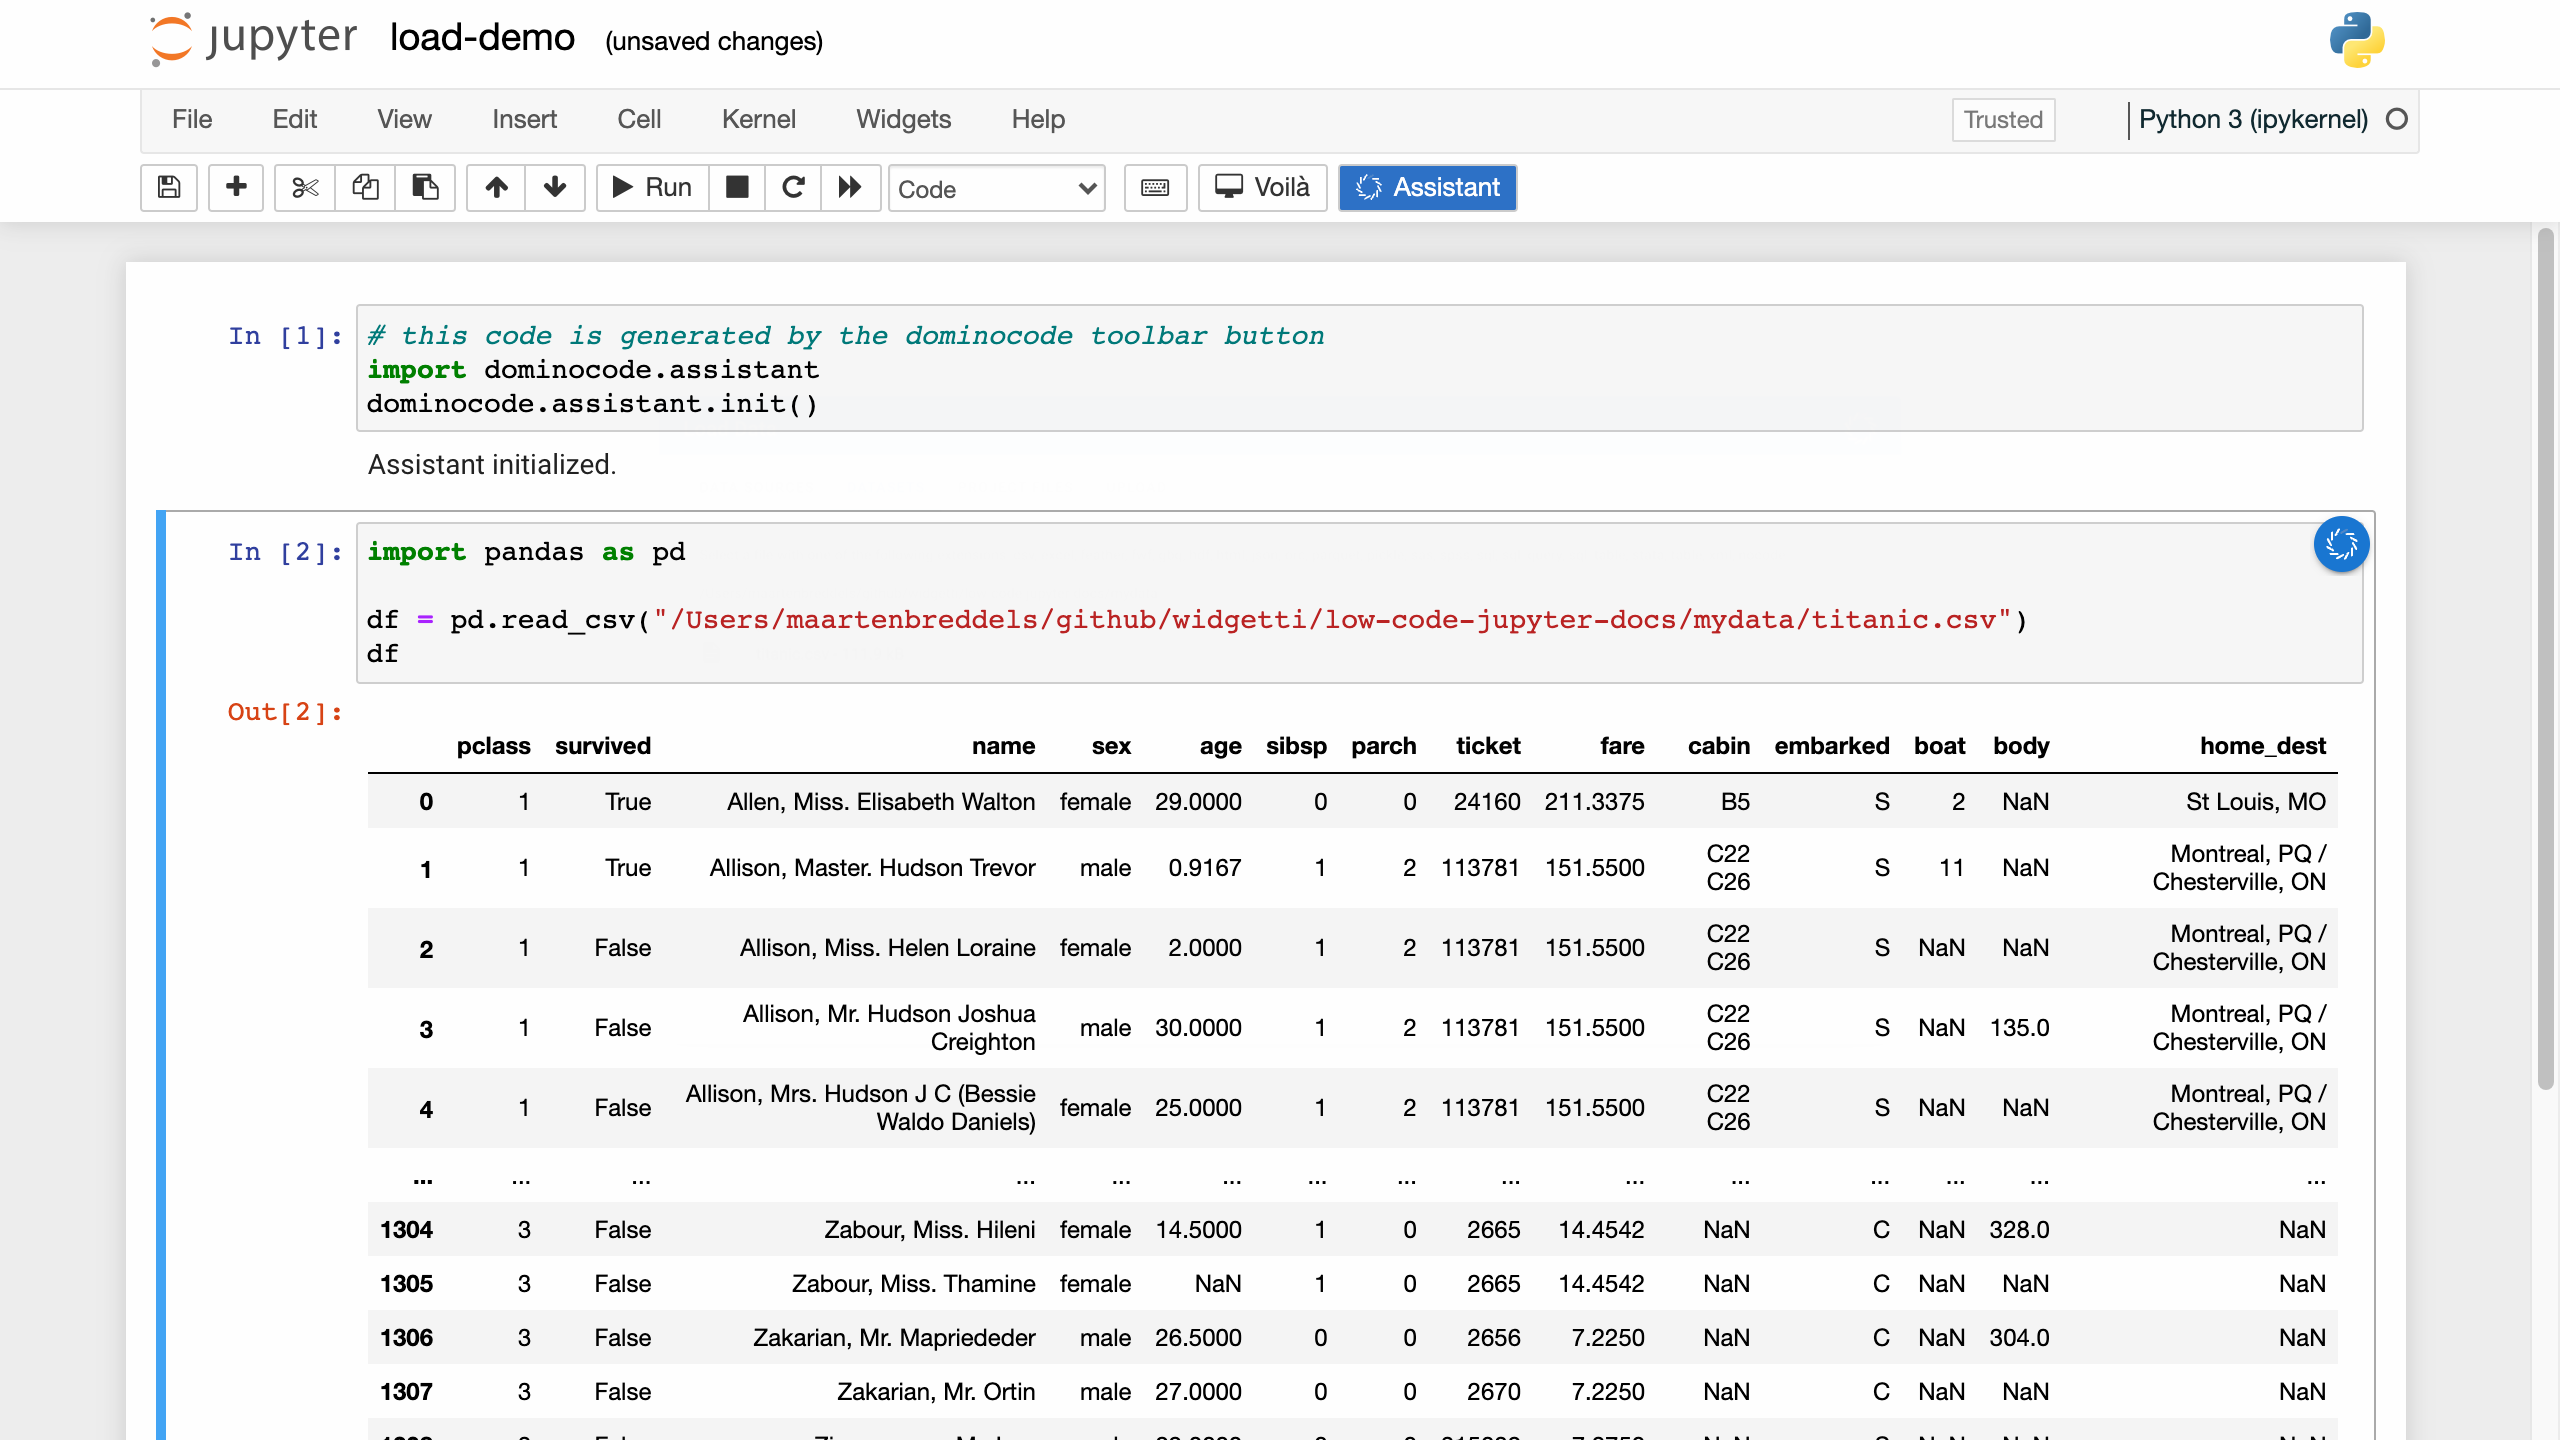 jupyter load-demo (unsaved changes)
File Edit View Insert Cell Kernel Widgets Help Trusted Python 3 (ipykernel)
Run Code Voilà Assistant
In [1]: # this code is generated by the dominocode toolbar button
import dominocode.assistant
dominocode.assistant.init()
Assistant initialized.
In [2]: import pandas as pd
df = pd.read_csv("/Users/maartenbreddels/github/widgetti/low-code-jupyter-docs/mydata/titanic.csv")
df
Out[2]:
pclass survived name sex age sibsp parch ticket fare cabin embarked boat body home_dest
0 1 True Allen, Miss. Elisabeth Walton female 29.0000 0 0 24160 211.3375 B5 S 2 NaN St Louis, MO
1 1 True Allison, Master. Hudson Trevor male 0.9167 1 2 113781 151.5500 C22 C26 S 11 NaN Montreal, PQ / Chesterville, ON
2 1 False Allison, Miss. Helen Loraine female 2.0000 1 2 113781 151.5500 C22 C26 S NaN NaN Montreal, PQ / Chesterville, ON
3 1 False Allison, Mr. Hudson Joshua Creighton male 30.0000 1 2 113781 151.5500 C22 C26 S NaN 135.0 Montreal, PQ / Chesterville, ON
4 1 False Allison, Mrs. Hudson J C (Bessie Waldo Daniels) female 25.0000 1 2 113781 151.5500 C22 C26 S NaN NaN Montreal, PQ / Chesterville, ON
... ... ... ... ... ... ... ... ... ... ... ... ... ... ...
1304 3 False Zabour, Miss. Hileni female 14.5000 1 0 2665 14.4542 NaN C NaN 328.0 NaN
1305 3 False Zabour, Miss. Thamine female NaN 1 0 2665 14.4542 NaN C NaN NaN NaN
1306 3 False Zakarian, Mr. Mapriededer male 26.5000 0 0 2656 7.2250 NaN C NaN 304.0 NaN
1307 3 False Zakarian, Mr. Ortin male 27.0000 0 0 2670 7.2250 NaN C NaN NaN NaN